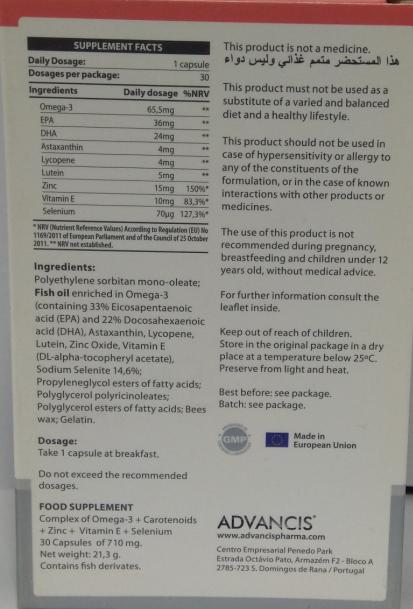 SUPPLEMENT FACTS
Daily Dosage: 1 capsule
Dosages per package: 30
Ingredients Daily dosage %NRV
Omega-3 65,5mg **
EPA 36mg **
DHA 24mg **
Astaxanthin 4mg **
Lycopene 4mg **
Lutein 5mg **
Zinc 15mg 150%*
Vitamin E 10mg 83,3%*
Selenium 70µg 127,3%*
* NRV (Nutrient Reference Values) According to Regulation (EU) No
1169/2011 of European Parliament and of the Council of 25 October
2011. ** NRV not established.
Ingredients:
Polyethylene sorbitan mono-oleate;
Fish oil enriched in Omega-3
(containing 33% Eicosapentaenoic
acid (EPA) and 22% Docosahexaenoic
acid (DHA), Astaxanthin, Lycopene,
Lutein, Zinc Oxide, Vitamin E
(DL-alpha-tocopheryl acetate),
Sodium Selenite 14,6%;
Propyleneglycol esters of fatty acids;
Polyglycerol polyricinoleates;
Polyglycerol esters of fatty acids; Bees
wax; Gelatin.
Dosage:
Take 1 capsule at breakfast.
Do not exceed the recommended
dosages.
FOOD SUPPLEMENT
Complex of Omega-3 + Carotenoids
+ Zinc + Vitamin E + Selenium
30 Capsules of 710 mg.
Net weight: 21,3 g.
Contains fish derivates.
This product is not a medicine.
هذا المستحضر متمم غذائي وليس دواء
This product must not be used as a
substitute of a varied and balanced
diet and a healthy lifestyle.
This product should not be used in
case of hypersensitivity or allergy to
any of the constituents of the
formulation, or in the case of known
interactions with other products or
medicines.
The use of this product is not
recommended during pregnancy,
breastfeeding and children under 12
years old, without medical advice.
For further information consult the
leaflet inside.
Keep out of reach of children.
Store in the original package in a dry
place at a temperature below 25ºC.
Preserve from light and heat.
Best before: see package.
Batch: see package.
GMP
Made in
European Union
ADVANCIS®
www.advancispharma.com
Centro Empresarial Penedo Park
Estrada Octávio Pato, Armazém F2 - Bloco A
2785-723 S. Domingos de Rana / Portugal